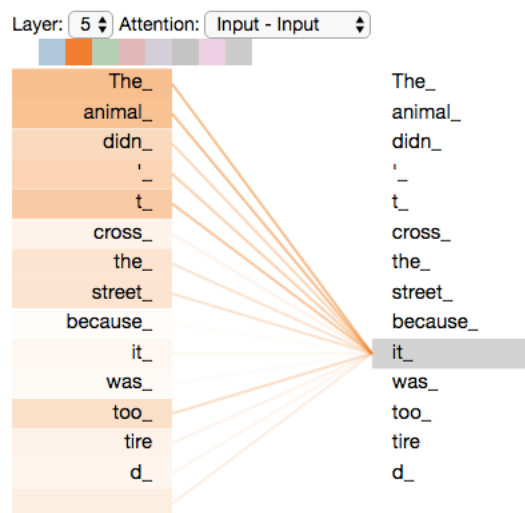 Layer: 5 Attention: Input - Input
The_ The_
animal_ animal_
didn_ didn_
'_ '_
t_ t_
cross_ cross_
the_ the_
street_ street_
because_ because_
it_ it_
was_ was_
too_ too_
tire tire
d_ d_